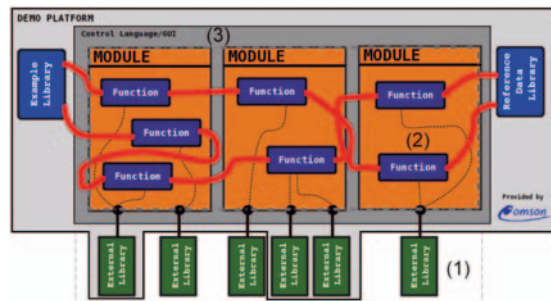 DEMO PLATFORM
Control Language/GUI
(3)
MODULE
MODULE
MODULE
Example Library
Function
Function
Function
Reference Data Library
Function
(2)
Function
Function
Function
Provided by
Comson
External Library
External Library
External Library
External Library
External Library
External Library
(1)